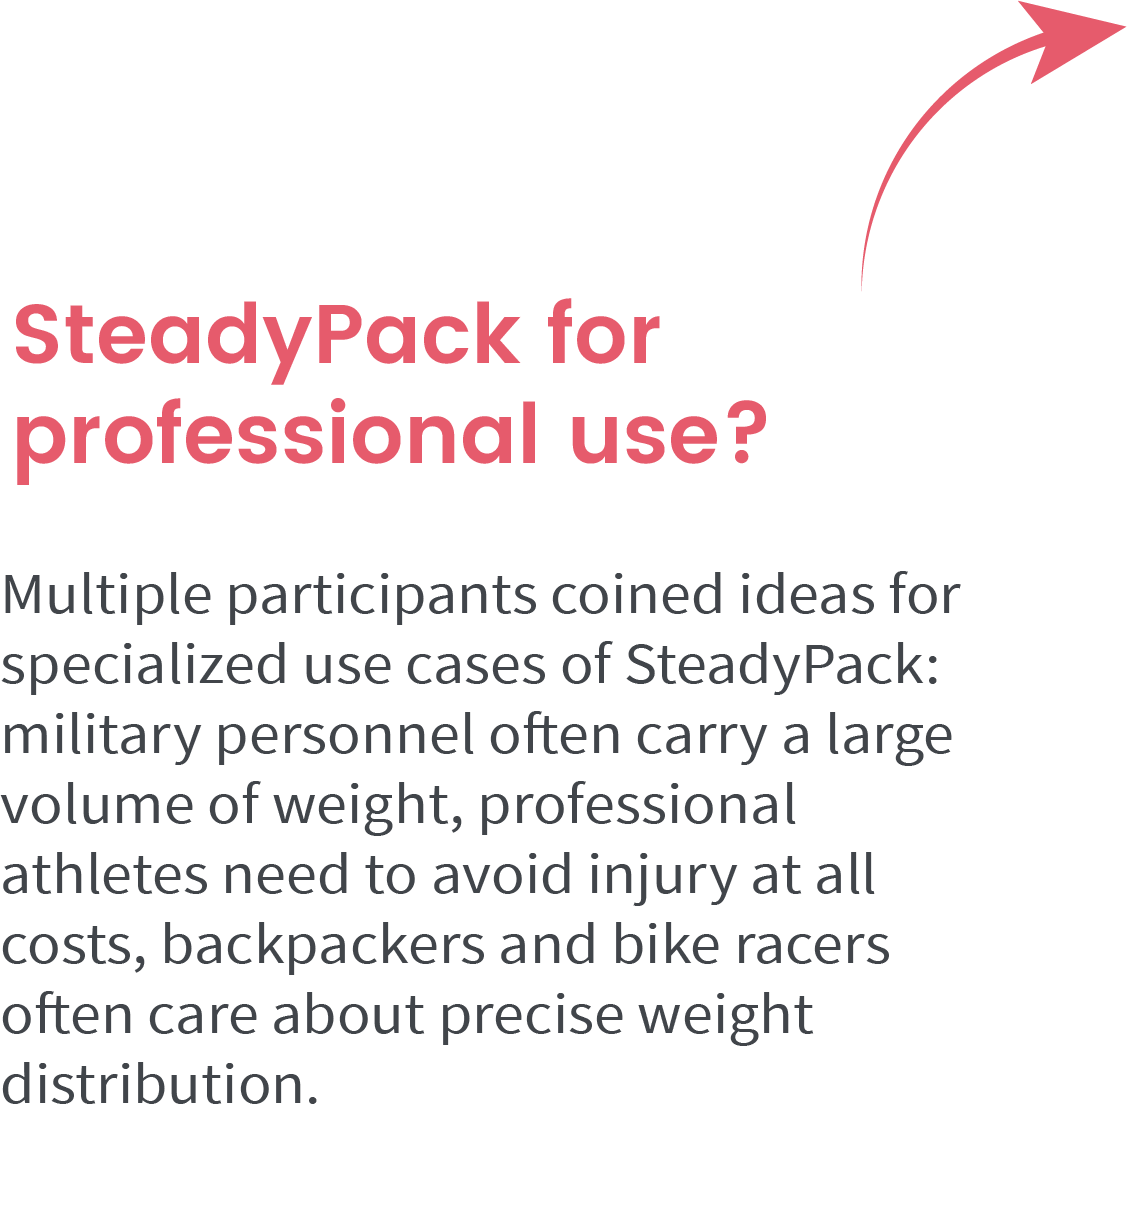 SteadyPack for
professional use?
Multiple participants coined ideas for
specialized use cases of SteadyPack:
military personnel often carry a large
volume of weight, professional
athletes need to avoid injury at all
costs, backpackers and bike racers
often care about precise weight
distribution.